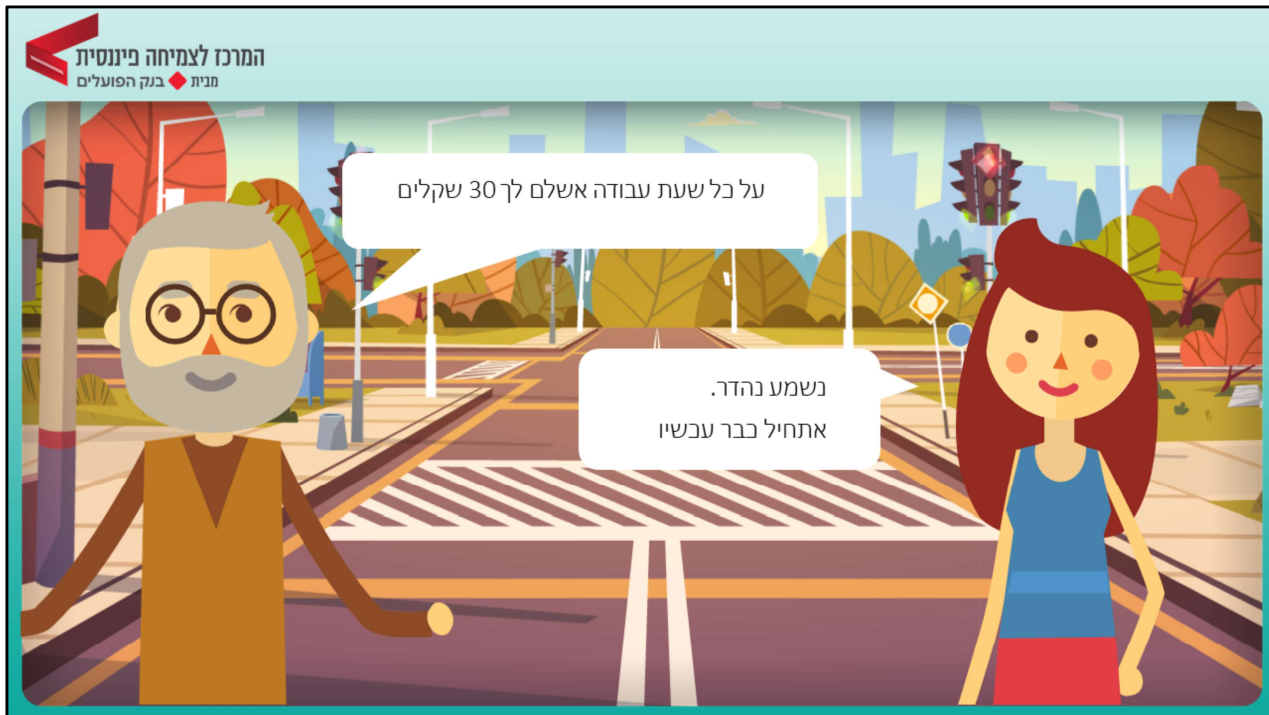 המרכז לצמיחה פיננסית
מבית בנק הפועלים
על כל שעת עבודה אשלם לך 30 שקלים
נשמע נהדר.
אתחיל כבר עכשיו